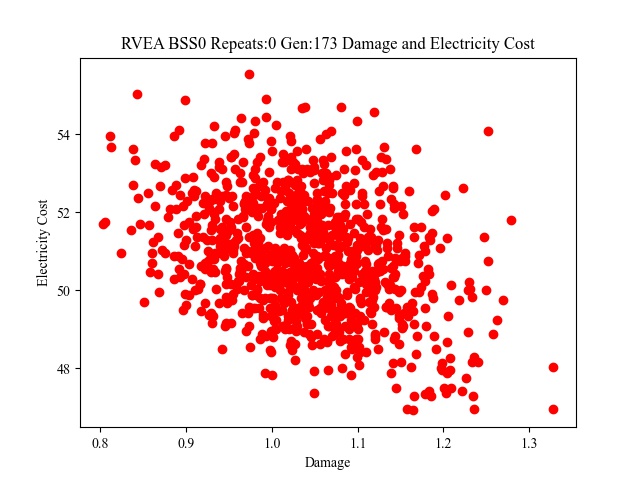 RVEA BSS0 Repeats:0 Gen:173 Damage and Electricity Cost
Electricity Cost
54
52
50
48
0.8 0.9 1.0 1.1 1.2 1.3
Damage